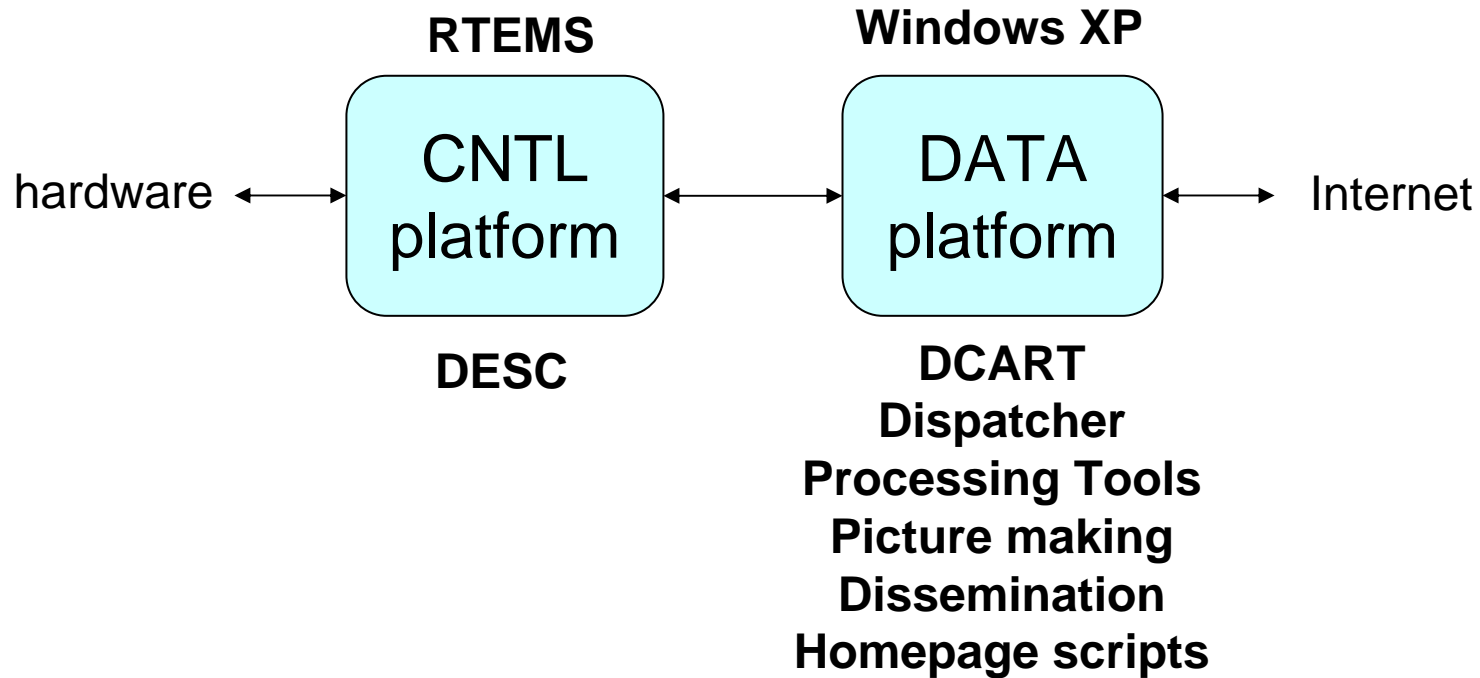 RTEMS
Windows XP
hardware
CNTL
platform
DATA
platform
Internet
DESC
DCART
Dispatcher
Processing Tools
Picture making
Dissemination
Homepage scripts